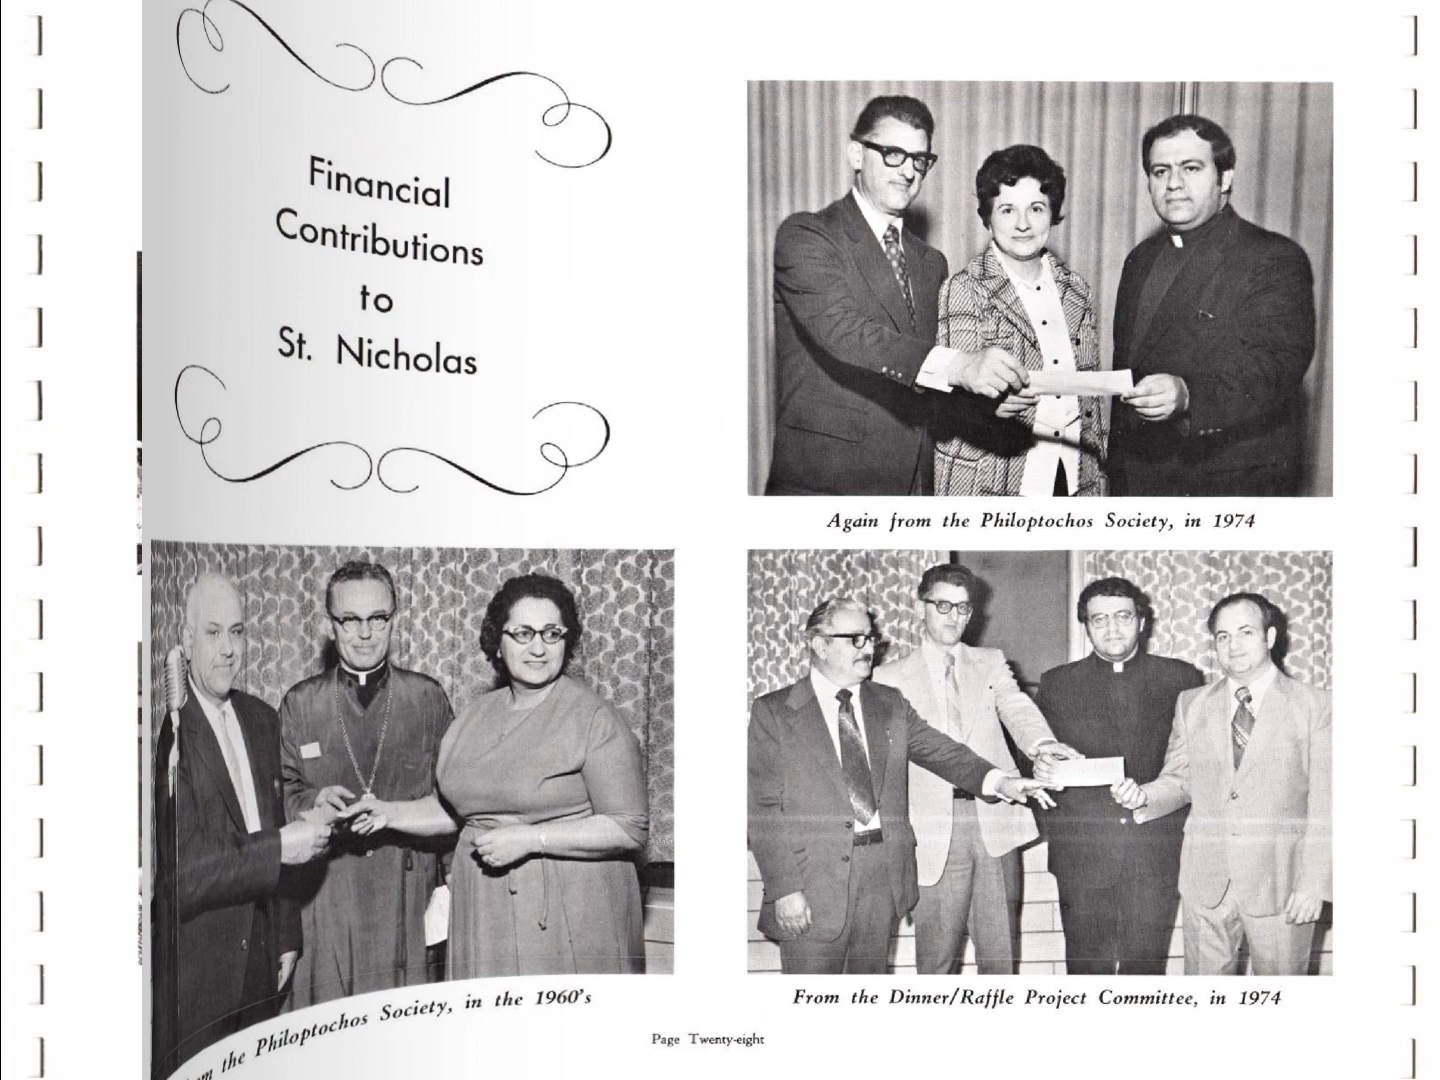 Financial
Contributions
to
St. Nicholas
Again from the Philoptochos Society, in 1974
the Philoptochos Society, in the 1960's
From the Dinner/Raffle Project Committee, in 1974
Page Twenty-eight